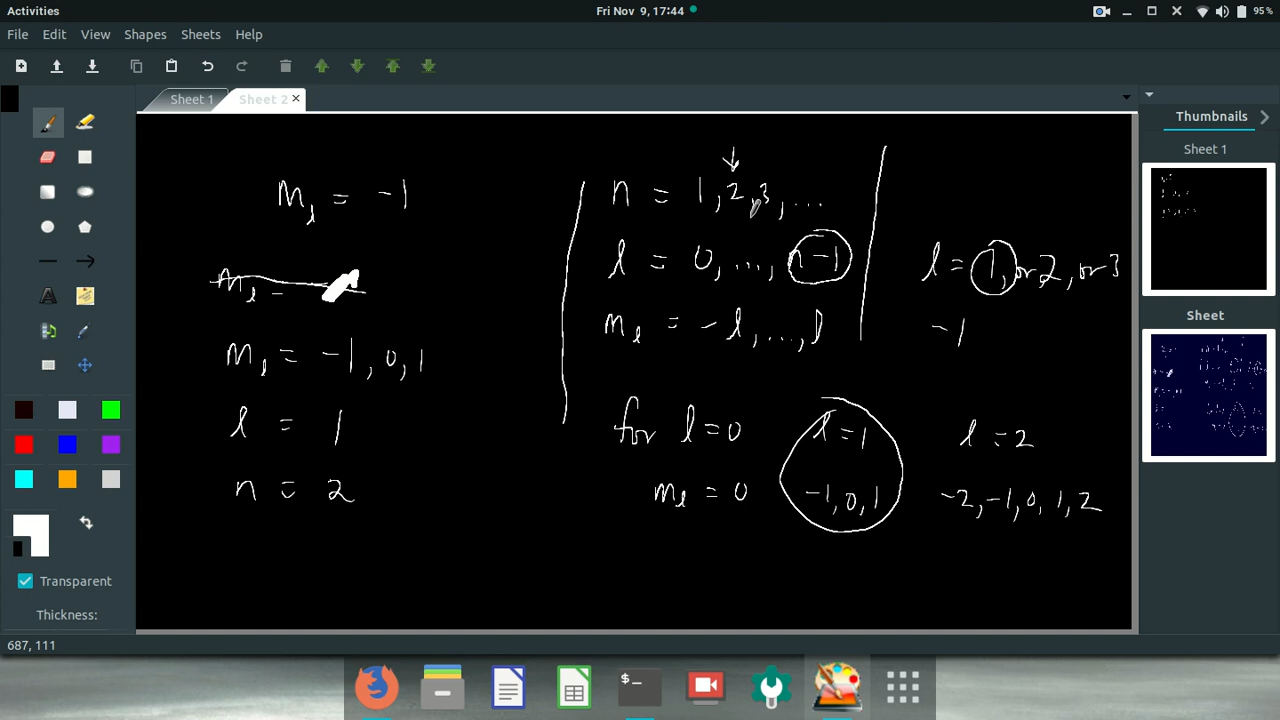 Activities
Fri Nov 9, 17:44
95%
File Edit View Shapes Sheets Help
Sheet 1
Sheet 2
Thumbnails
Sheet 1
Sheet
Transparent
Thickness:
687, 111
mₗ = -1
mₗ =
mₗ = -1, 0, 1
l = 1
n = 2
n = 1, 2, 3, ...
l = 0, ..., n-1
mₗ = -l, ..., l
l = 1, or 2, or 3
-1
for l=0
mₗ = 0
l=1
-1, 0, 1
l = 2
-2, -1, 0, 1, 2